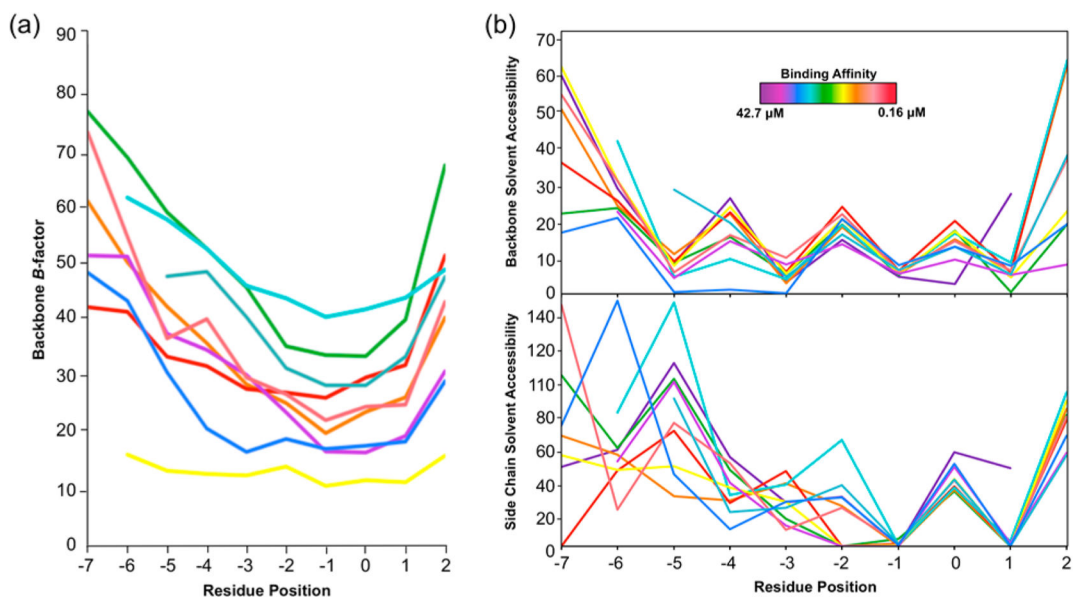 (a)
90
80
70
60
50
40
30
20
10
0
Backbone B-factor
-7 -6 -5 -4 -3 -2 -1 0 1 2
Residue Position
(b)
70
60
50
40
30
20
10
0
Backbone Solvent Accessibility
Binding Affinity
42.7 µM 0.16 µM
140
120
110
80
60
40
20
0
Side Chain Solvent Accessibility
-7 -6 -5 -4 -3 -2 -1 0 1 2
Residue Position